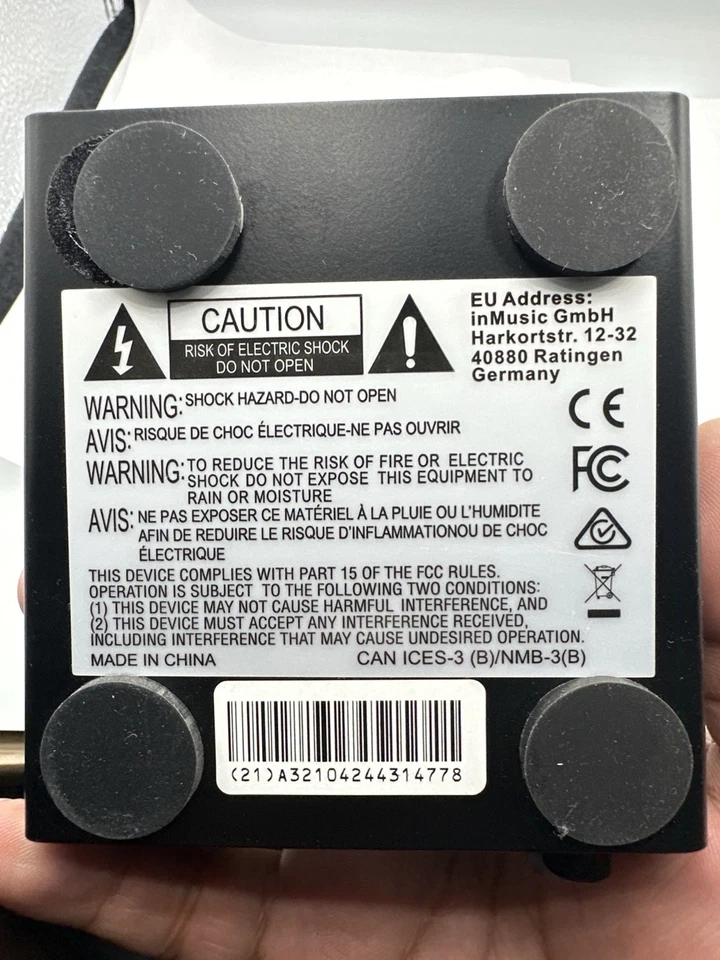 CAUTION
RISK OF ELECTRIC SHOCK
DO NOT OPEN
EU Address:
inMusic GmbH
Harkortstr. 12-32
40880 Ratingen
Germany
WARNING: SHOCK HAZARD-DO NOT OPEN
AVIS: RISQUE DE CHOC ÉLECTRIQUE-NE PAS OUVRIR
WARNING: TO REDUCE THE RISK OF FIRE OR ELECTRIC
SHOCK DO NOT EXPOSE THIS EQUIPMENT TO
RAIN OR MOISTURE
AVIS: NE PAS EXPOSER CE MATÉRIEL À LA PLUIE OU L'HUMIDITE
AFIN DE REDUIRE LE RISQUE D'INFLAMMATIONOU DE CHOC
ÉLECTRIQUE
CE
FC
THIS DEVICE COMPLIES WITH PART 15 OF THE FCC RULES.
OPERATION IS SUBJECT TO THE FOLLOWING TWO CONDITIONS:
(1) THIS DEVICE MAY NOT CAUSE HARMFUL INTERFERENCE, AND
(2) THIS DEVICE MUST ACCEPT ANY INTERFERENCE RECEIVED,
INCLUDING INTERFERENCE THAT MAY CAUSE UNDESIRED OPERATION.
MADE IN CHINA
CAN ICES-3 (B)/NMB-3(B)
(21)A32104244314778